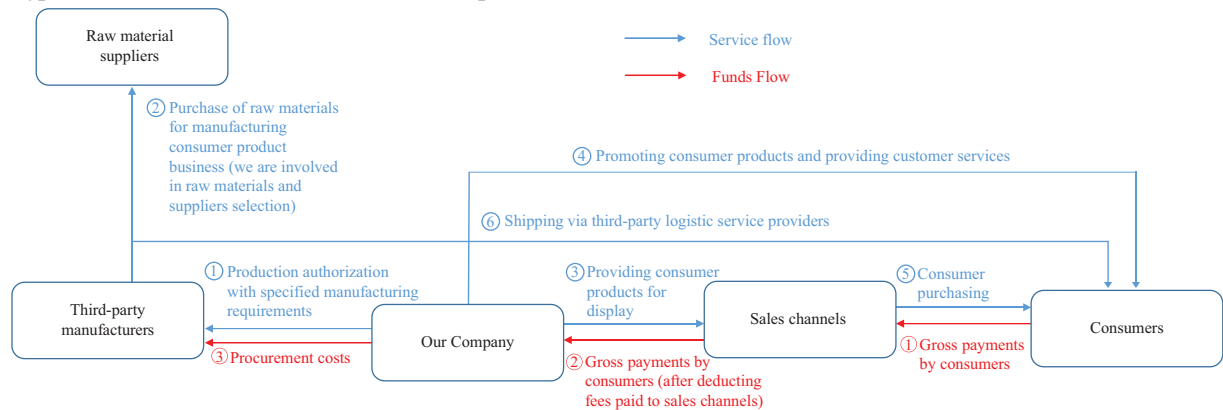 Raw material
suppliers
Service flow
Funds Flow
② Purchase of raw materials
for manufacturing
consumer product
business (we are involved
in raw materials and
suppliers selection)
④ Promoting consumer products and providing customer services
⑥ Shipping via third-party logistic service providers
① Production authorization
with specified manufacturing
requirements
③ Providing consumer
products for
display
⑤ Consumer
purchasing
Third-party
manufacturers
Our Company
Sales channels
Consumers
③ Procurement costs
② Gross payments by
consumers (after deducting
fees paid to sales channels)
① Gross payments
by consumers